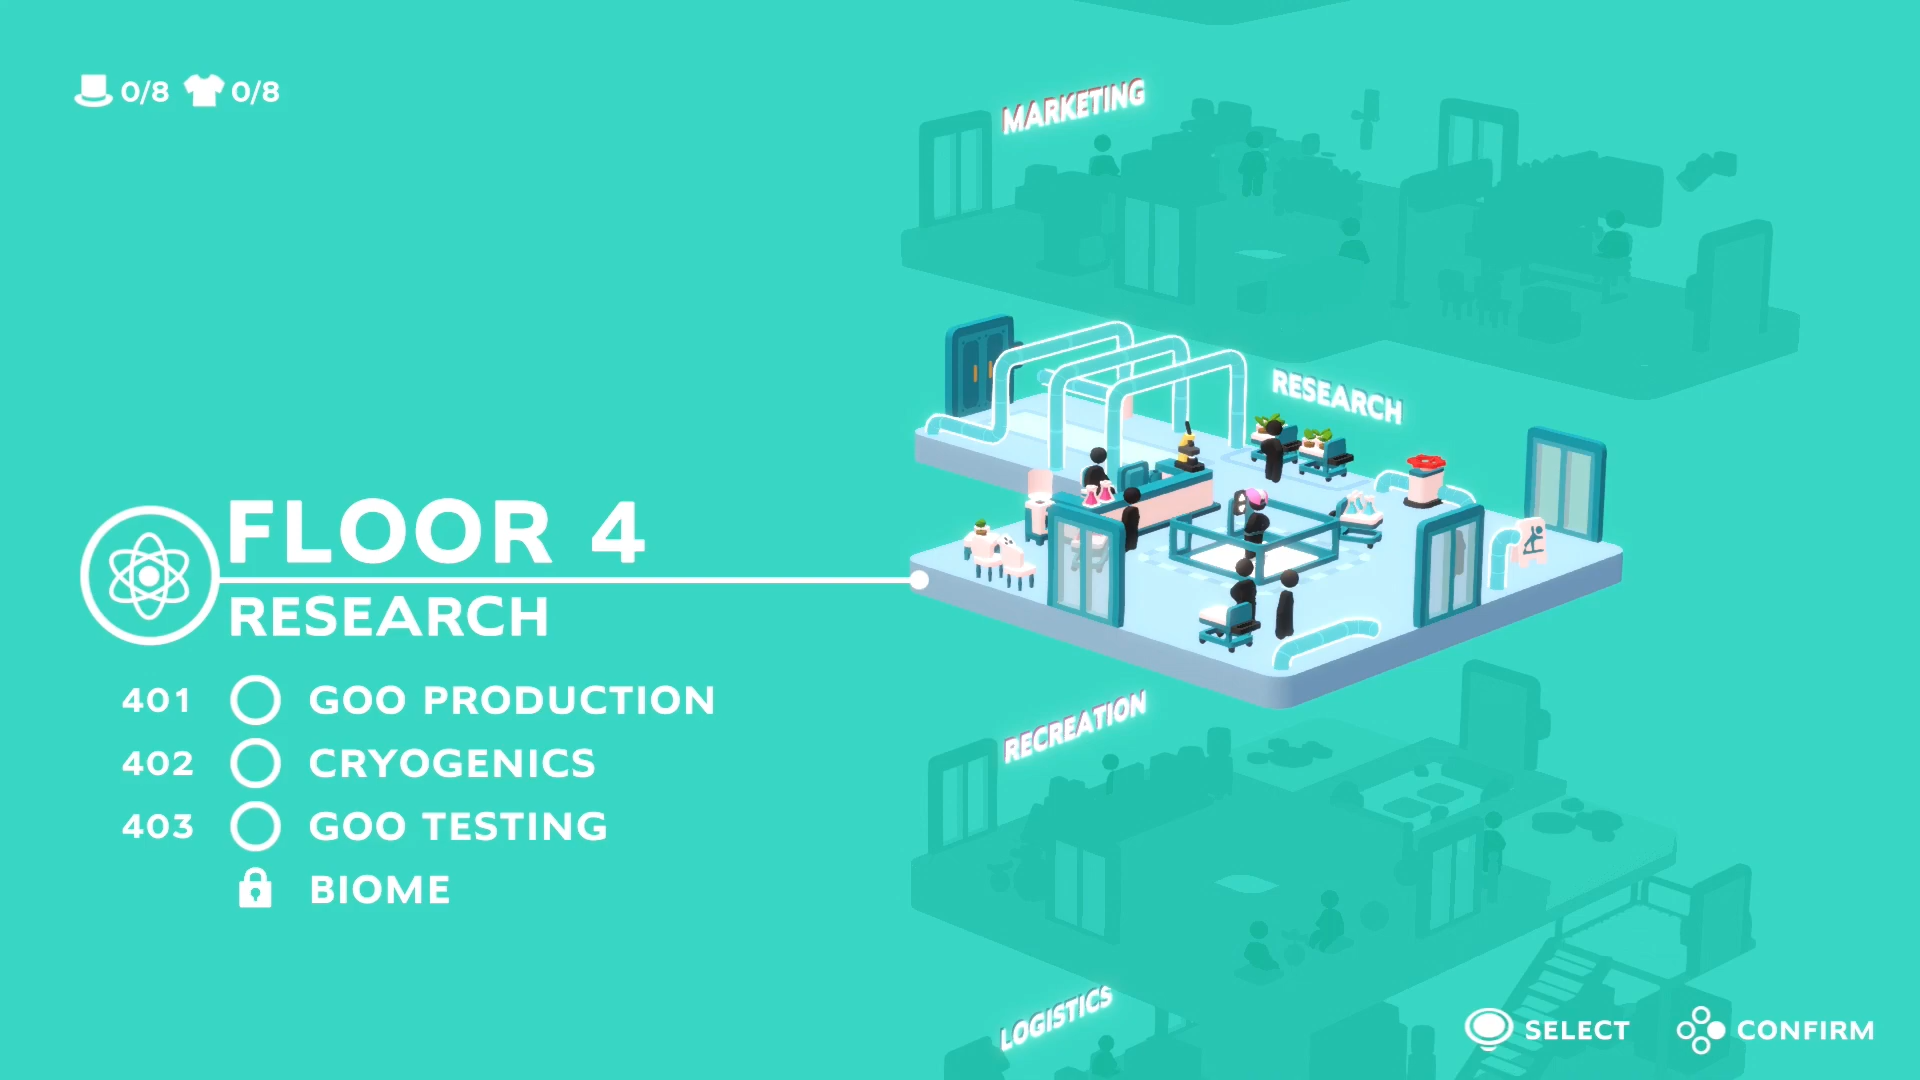 0/8 0/8
MARKETING
RESEARCH
FLOOR 4
RESEARCH
401 GOO PRODUCTION
402 CRYOGENICS
403 GOO TESTING
BIOME
RECREATION
LOGISTICS
SELECT CONFIRM